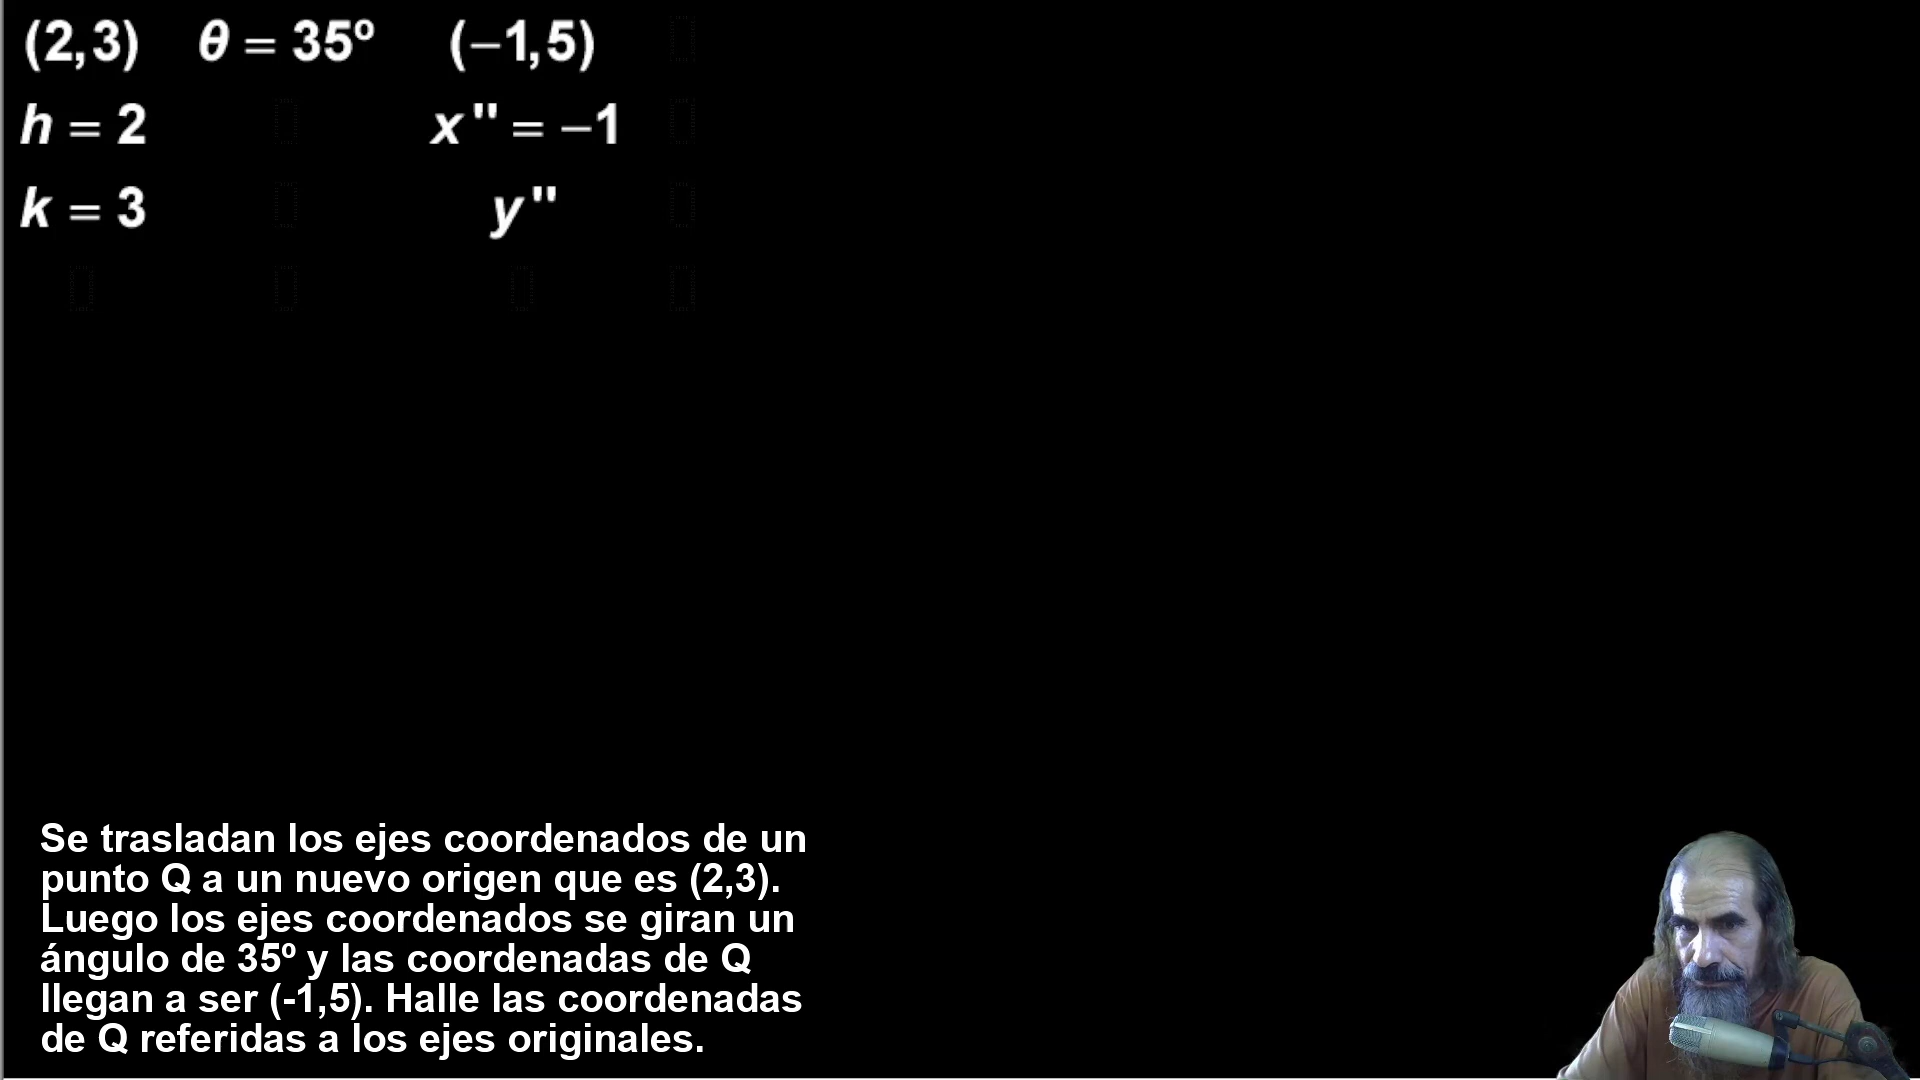 (2,3) θ = 35º (–1,5)
h = 2 x" = –1
k = 3 y"
Se trasladan los ejes coordenados de un
punto Q a un nuevo origen que es (2,3).
Luego los ejes coordenados se giran un
ángulo de 35º y las coordenadas de Q
llegan a ser (-1,5). Halle las coordenadas
de Q referidas a los ejes originales.